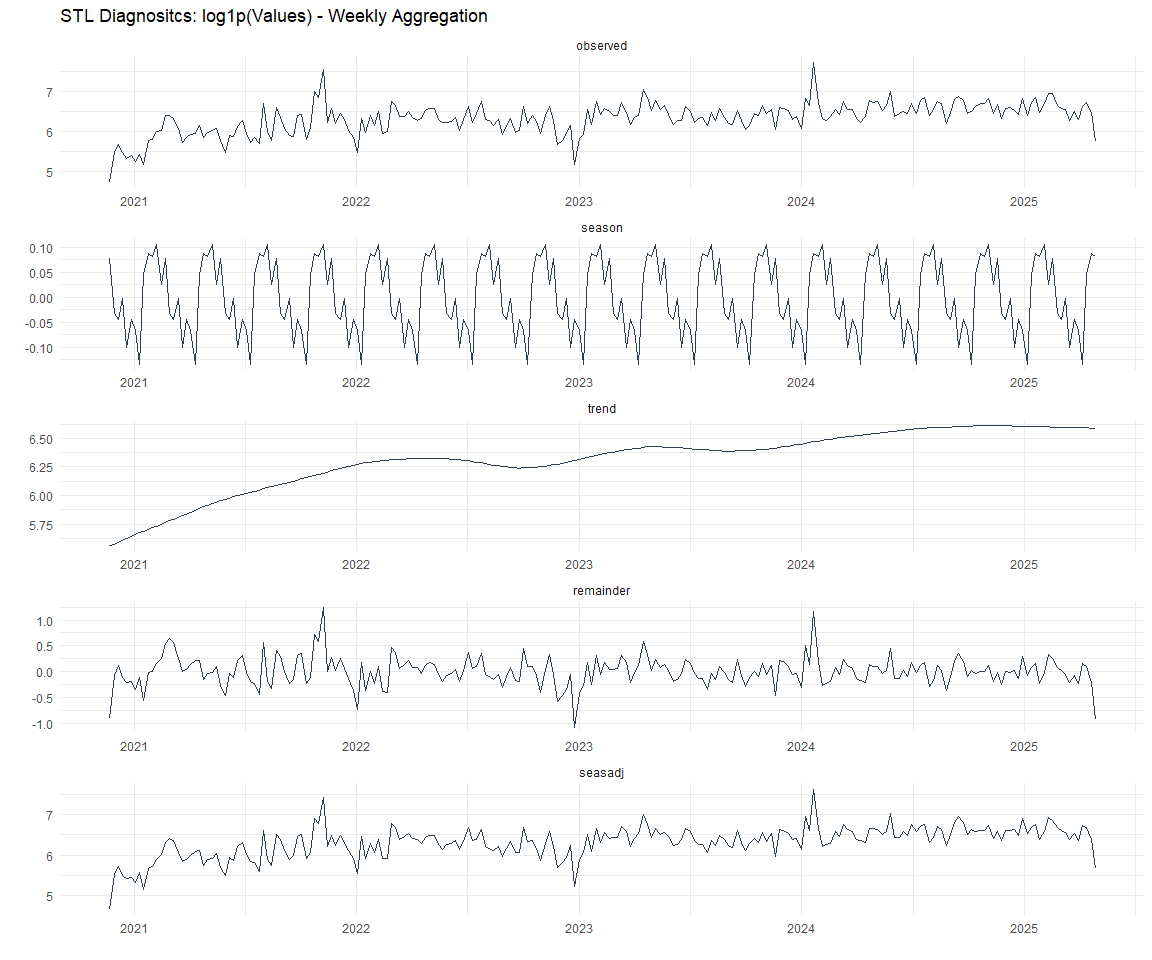 STL Diagnositcs: log1p(Values) - Weekly Aggregation
observed
7
6
5
2021 2022 2023 2024 2025
season
0.10
0.05
0.00
-0.05
-0.10
2021 2022 2023 2024 2025
trend
6.50
6.25
6.00
5.75
2021 2022 2023 2024 2025
remainder
1.0
0.5
0.0
-0.5
-1.0
2021 2022 2023 2024 2025
seasadj
7
6
5
2021 2022 2023 2024 2025